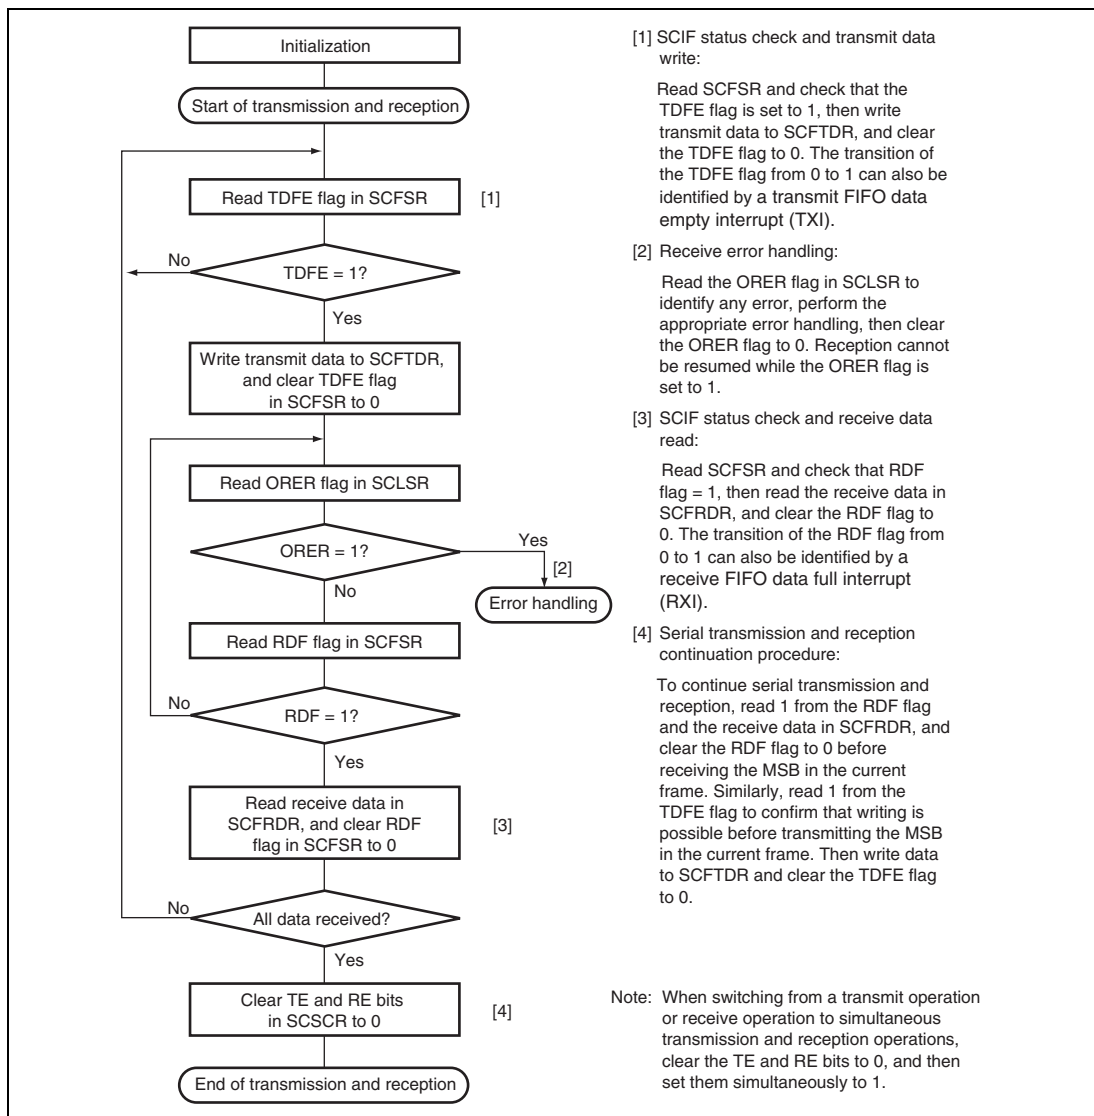 Initialization
Start of transmission and reception
Read TDFE flag in SCFSR
[1]
No
TDFE = 1?
Yes
Write transmit data to SCFTDR,
and clear TDFE flag
in SCFSR to 0
Read ORER flag in SCLSR
ORER = 1?
Yes
[2]
No
Error handling
Read RDF flag in SCFSR
No
RDF = 1?
Yes
Read receive data in
SCFRDR, and clear RDF
flag in SCFSR to 0
[3]
No
All data received?
Yes
Clear TE and RE bits
in SCSCR to 0
[4]
End of transmission and reception
[1] SCIF status check and transmit data
write:
Read SCFSR and check that the
TDFE flag is set to 1, then write
transmit data to SCFTDR, and clear
the TDFE flag to 0. The transition of
the TDFE flag from 0 to 1 can also be
identified by a transmit FIFO data
empty interrupt (TXI).
[2] Receive error handling:
Read the ORER flag in SCLSR to
identify any error, perform the
appropriate error handling, then clear
the ORER flag to 0. Reception cannot
be resumed while the ORER flag is
set to 1.
[3] SCIF status check and receive data
read:
Read SCFSR and check that RDF
flag = 1, then read the receive data in
SCFRDR, and clear the RDF flag to
0. The transition of the RDF flag from
0 to 1 can also be identified by a
receive FIFO data full interrupt
(RXI).
[4] Serial transmission and reception
continuation procedure:
To continue serial transmission and
reception, read 1 from the RDF flag
and the receive data in SCFRDR, and
clear the RDF flag to 0 before
receiving the MSB in the current
frame. Similarly, read 1 from the
TDFE flag to confirm that writing is
possible before transmitting the MSB
in the current frame. Then write data
to SCFTDR and clear the TDFE flag
to 0.
Note: When switching from a transmit operation
or receive operation to simultaneous
transmission and reception operations,
clear the TE and RE bits to 0, and then
set them simultaneously to 1.